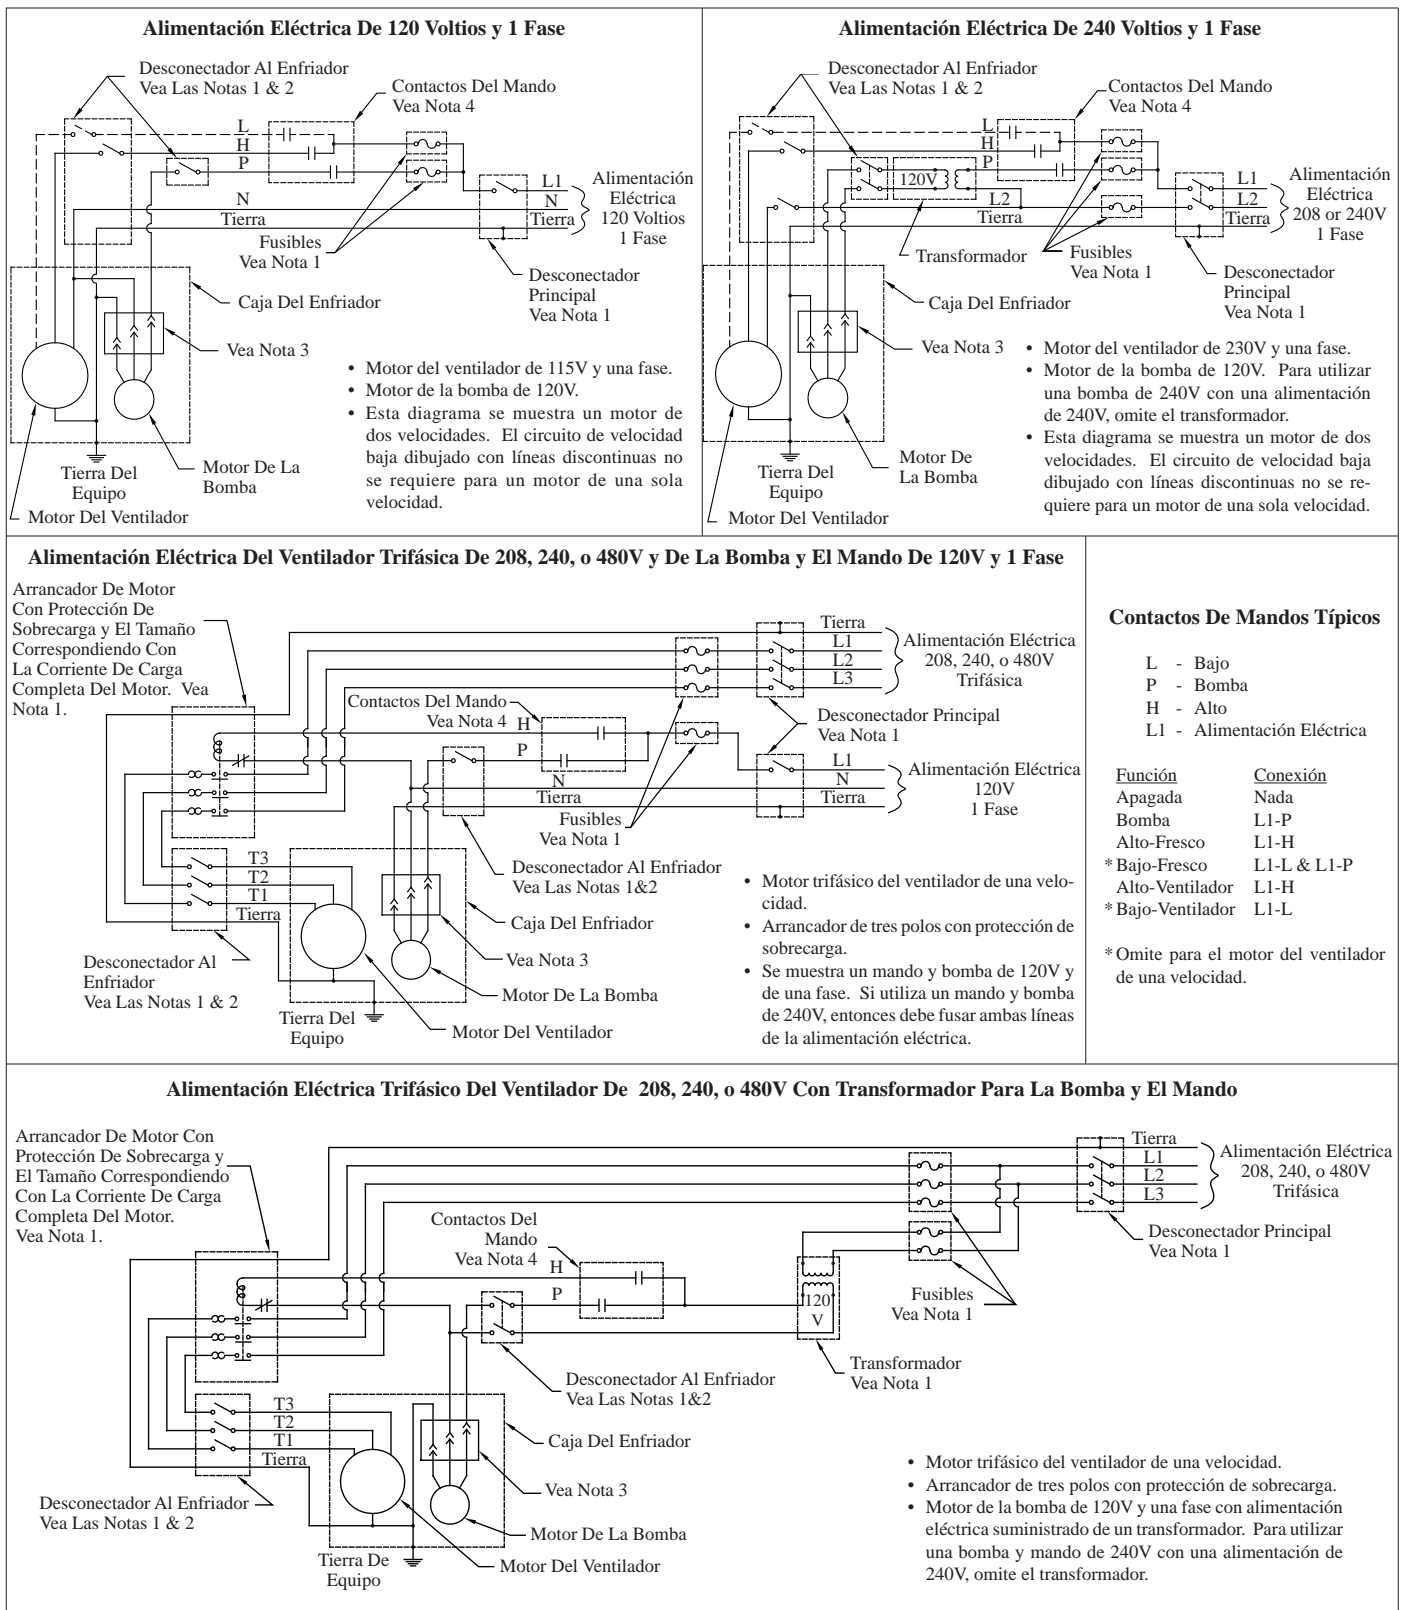 Alimentación Eléctrica De 120 Voltios y 1 Fase
Desconectador Al Enfriador
Vea Las Notas 1 & 2
Contactos Del Mando
Vea Nota 4
L
H
P
L1
N
N
Tierra
Tierra
Alimentación
Eléctrica
120 Voltios
1 Fase
Fusibles
Vea Nota 1
Desconectador
Principal
Vea Nota 1
Caja Del Enfriador
Vea Nota 3
Tierra Del
Equipo
Motor De La
Bomba
Motor Del Ventilador
• Motor del ventilador de 115V y una fase.
• Motor de la bomba de 120V.
• Esta diagrama se muestra un motor de
dos velocidades. El circuito de velocidad
baja dibujado con líneas discontinuas no
se requiere para un motor de una sola
velocidad.
Alimentación Eléctrica De 240 Voltios y 1 Fase
Desconectador Al Enfriador
Vea Las Notas 1 & 2
Contactos Del Mando
Vea Nota 4
L
H
P
120V
L1
L2
L2
Tierra
Tierra
Alimentación
Eléctrica
208 or 240V
1 Fase
Transformador
Fusibles
Vea Nota 1
Desconectador
Principal
Vea Nota 1
Caja Del Enfriador
Vea Nota 3
Tierra Del
Equipo
Motor De
La Bomba
Motor Del Ventilador
• Motor del ventilador de 230V y una fase.
• Motor de la bomba de 120V. Para utilizar
una bomba de 240V con una alimentación
de 240V, omite el transformador.
• Esta diagrama se muestra un motor de dos
velocidades. El circuito de velocidad baja
dibujado con líneas discontinuas no se re-
quiere para un motor de una sola velocidad.
Alimentación Eléctrica Del Ventilador Trifásica De 208, 240, o 480V y De La Bomba y El Mando De 120V y 1 Fase
Arrancador De Motor
Con Protección De
Sobrecarga y El Tamaño
Correspondiendo Con
La Corriente De Carga
Completa Del Motor. Vea
Nota 1.
Tierra
L1
L2
L3
Alimentación Eléctrica
208, 240, o 480V
Trifásica
Contactos Del Mando
Vea Nota 4
H
P
Desconectador Principal
Vea Nota 1
L1
N
N
Tierra
Tierra
Alimentación Eléctrica
120V
1 Fase
Fusibles
Vea Nota 1
T3
T2
T1
Tierra
Desconectador Al Enfriador
Vea Las Notas 1&2
Caja Del Enfriador
Vea Nota 3
Motor De La Bomba
Motor Del Ventilador
Desconectador Al
Enfriador
Vea Las Notas 1 & 2
Tierra Del
Equipo
• Motor trifásico del ventilador de una velo-
cidad.
• Arrancador de tres polos con protección de
sobrecarga.
• Se muestra un mando y bomba de 120V y
de una fase. Si utiliza un mando y bomba
de 240V, entonces debe fusar ambas líneas
de la alimentación eléctrica.
Contactos De Mandos Típicos
L - Bajo
P - Bomba
H - Alto
L1 - Alimentación Eléctrica
Función Conexión
Apagada Nada
Bomba L1-P
Alto-Fresco L1-H
* Bajo-Fresco L1-L & L1-P
Alto-Ventilador L1-H
* Bajo-Ventilador L1-L
* Omite para el motor del ventilador
de una velocidad.
Alimentación Eléctrica Trifásico Del Ventilador De 208, 240, o 480V Con Transformador Para La Bomba y El Mando
Arrancador De Motor Con
Protección De Sobrecarga y
El Tamaño Correspondiendo
Con La Corriente De Carga
Completa Del Motor.
Vea Nota 1.
Tierra
L1
L2
L3
Alimentación Eléctrica
208, 240, o 480V
Trifásica
Desconectador Principal
Vea Nota 1
Contactos Del
Mando
Vea Nota 4
H
P
120
V
Fusibles
Vea Nota 1
Transformador
Vea Nota 1
Desconectador Al Enfriador
Vea Las Notas 1&2
T3
T2
T1
Tierra
Caja Del Enfriador
Vea Nota 3
Motor De La Bomba
Motor Del Ventilador
Desconectador Al Enfriador
Vea Las Notas 1 & 2
Tierra De
Equipo
• Motor trifásico del ventilador de una velocidad.
• Arrancador de tres polos con protección de sobrecarga.
• Motor de la bomba de 120V y una fase con alimentación
eléctrica suministrado de un transformador. Para utilizar
una bomba y mando de 240V con una alimentación de
240V, omite el transformador.